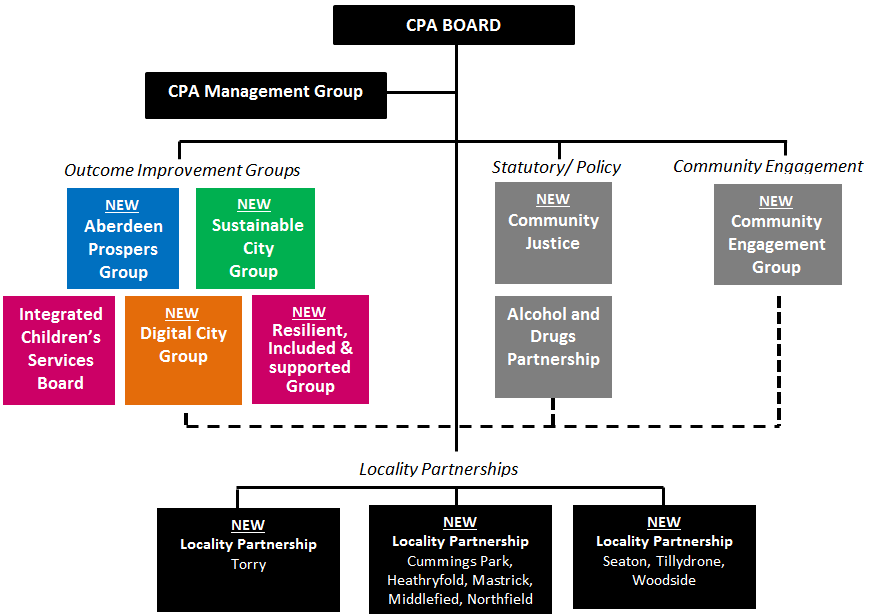 CPA BOARD
CPA Management Group
Outcome Improvement Groups
Statutory/ Policy
Community Engagement
NEW
Aberdeen
Prospers
Group
NEW
Sustainable
City
Group
NEW
Community
Justice
NEW
Community
Engagement
Group
Integrated
Children's
Services
Board
NEW
Digital City
Group
NEW
Resilient,
Included &
supported
Group
Alcohol and
Drugs
Partnership
Locality Partnerships
NEW
Locality Partnership
Torry
NEW
Locality Partnership
Cummings Park,
Heathryfold, Mastrick,
Middlefied, Northfield
NEW
Locality Partnership
Seaton, Tillydrone,
Woodside